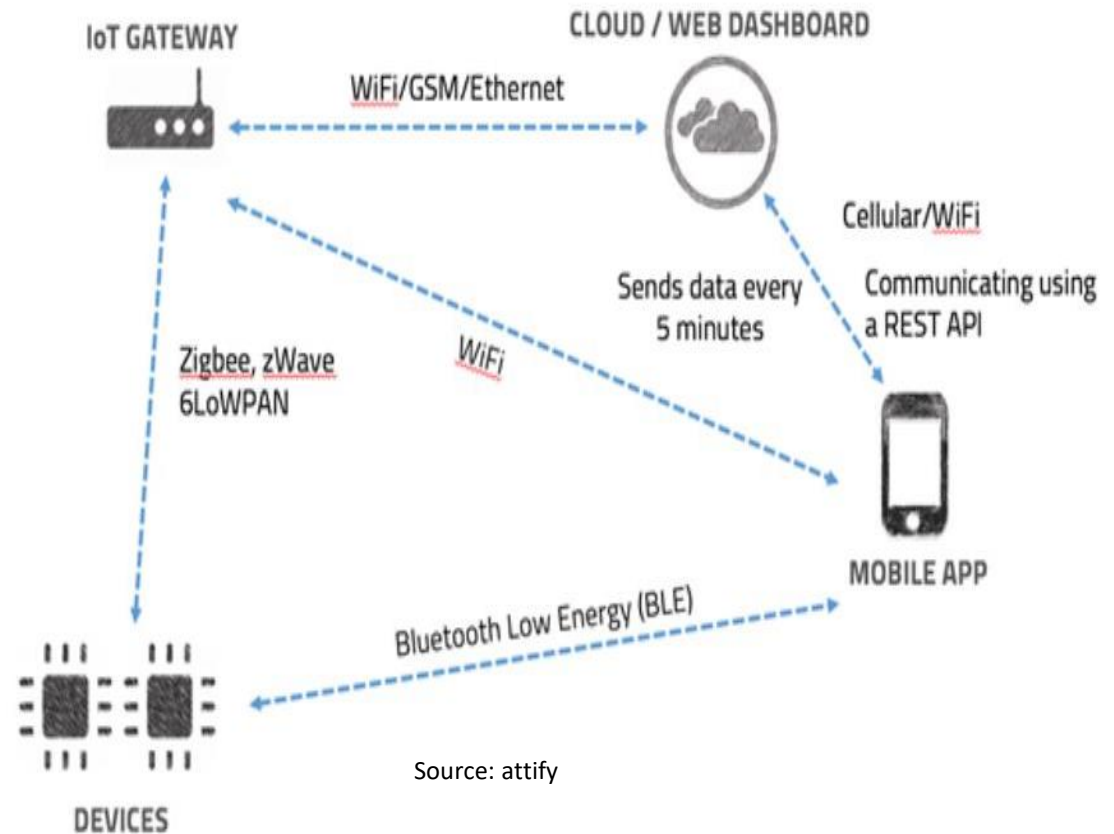 IoT GATEWAY
CLOUD / WEB DASHBOARD
WiFi/GSM/Ethernet
Cellular/WiFi
Sends data every
5 minutes
Communicating using
a REST API
WiFi
Zigbee, zWave
6LoWPAN
MOBILE APP
Bluetooth Low Energy (BLE)
Source: attify
DEVICES